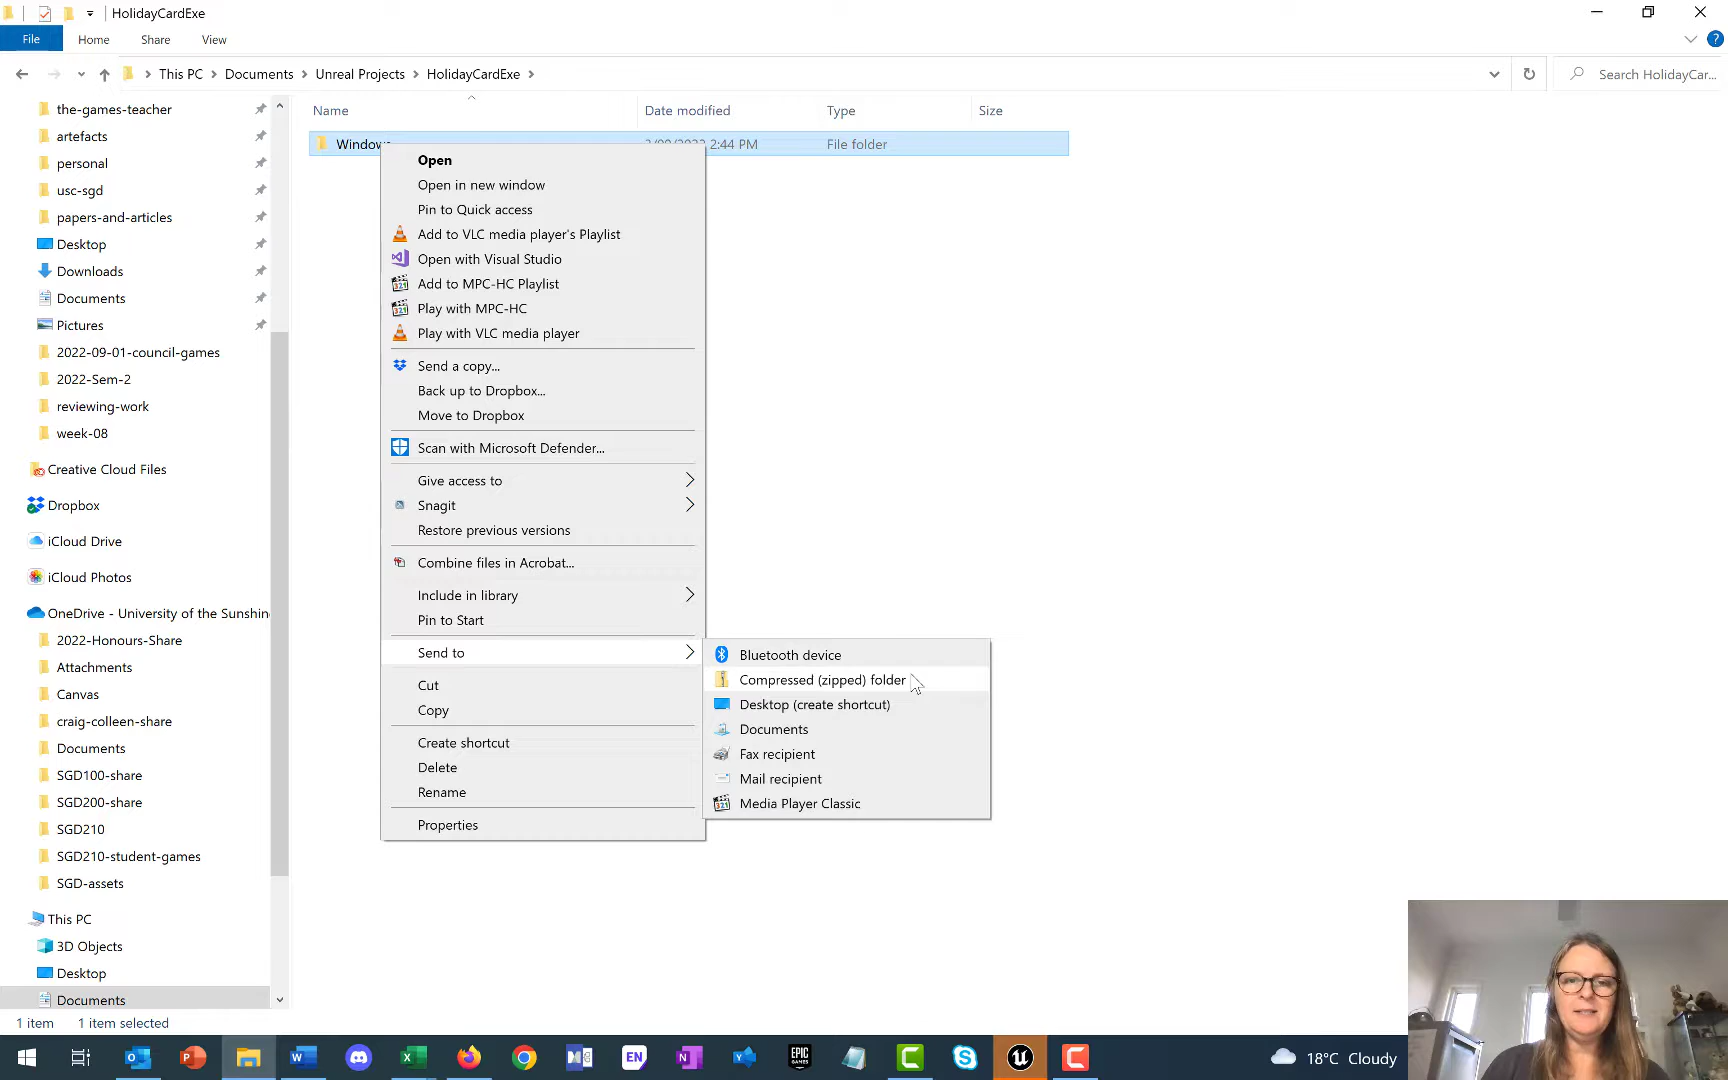 HolidayCardExe
File
Home
Share
View
This PC
Documents
Unreal Projects
HolidayCardExe
Search HolidayCar...
Name
Date modified
Type
Size
Windows
2:44 PM
File folder
the-games-teacher
artefacts
personal
usc-sgd
papers-and-articles
Desktop
Downloads
Documents
Pictures
2022-09-01-council-games
2022-Sem-2
reviewing-work
week-08
Creative Cloud Files
Dropbox
iCloud Drive
iCloud Photos
OneDrive - University of the Sunshin
2022-Honours-Share
Attachments
Canvas
craig-colleen-share
Documents
SGD100-share
SGD200-share
SGD210
SGD210-student-games
SGD-assets
This PC
3D Objects
Desktop
Documents
Open
Open in new window
Pin to Quick access
Add to VLC media player's Playlist
Open with Visual Studio
Add to MPC-HC Playlist
Play with MPC-HC
Play with VLC media player
Send a copy...
Back up to Dropbox...
Move to Dropbox
Scan with Microsoft Defender...
Give access to
Snagit
Restore previous versions
Combine files in Acrobat...
Include in library
Pin to Start
Send to
Cut
Copy
Create shortcut
Delete
Rename
Properties
Bluetooth device
Compressed (zipped) folder
Desktop (create shortcut)
Documents
Fax recipient
Mail recipient
Media Player Classic
1 item
1 item selected
EN
EPIC GAMES
18°C Cloudy